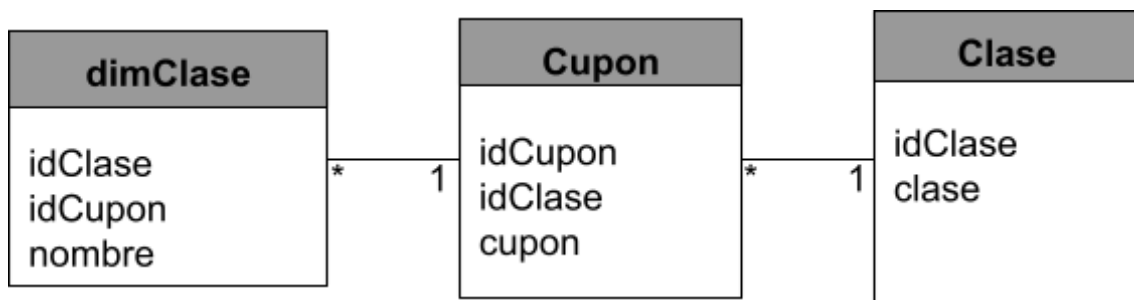 dimClase
idClase
idCupon
nombre
* 1
Cupon
idCupon
idClase
cupon
* 1
Clase
idClase
clase